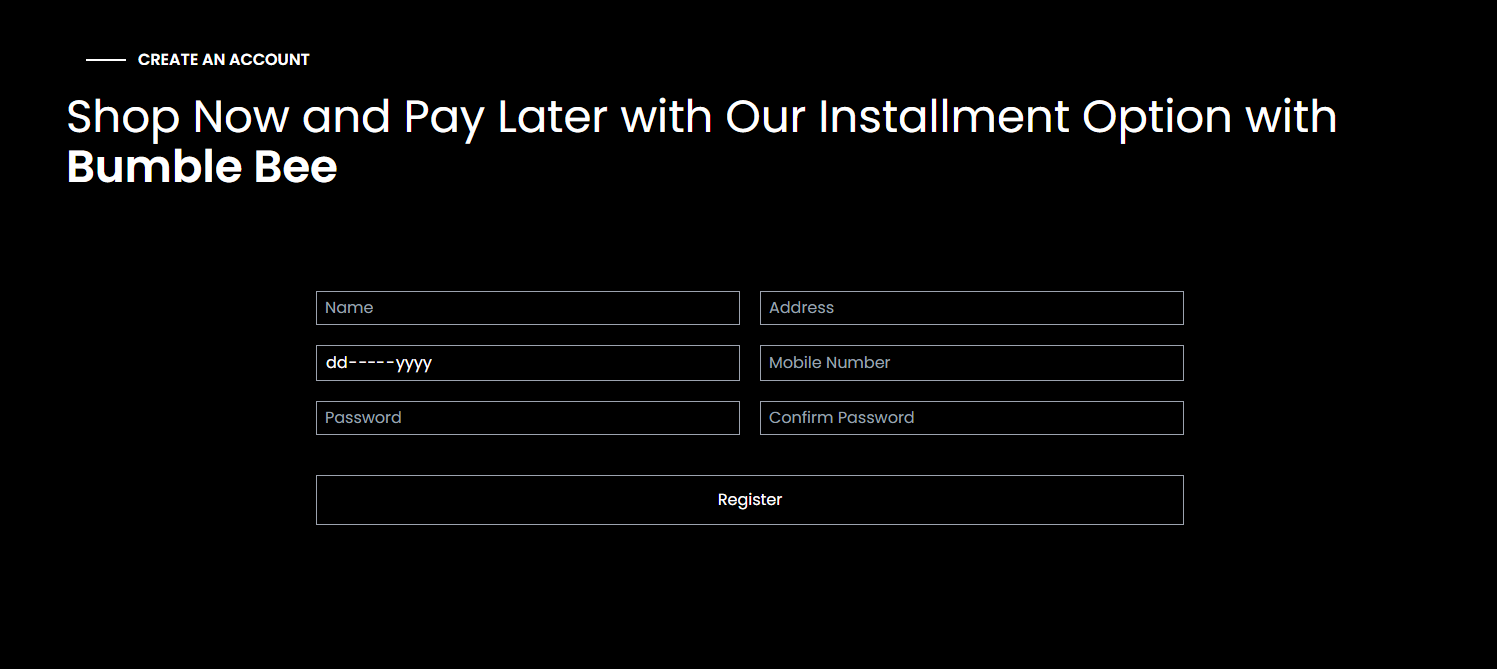 CREATE AN ACCOUNT
Shop Now and Pay Later with Our Installment Option with
Bumble Bee
Name
Address
dd-----yyyy
Mobile Number
Password
Confirm Password
Register